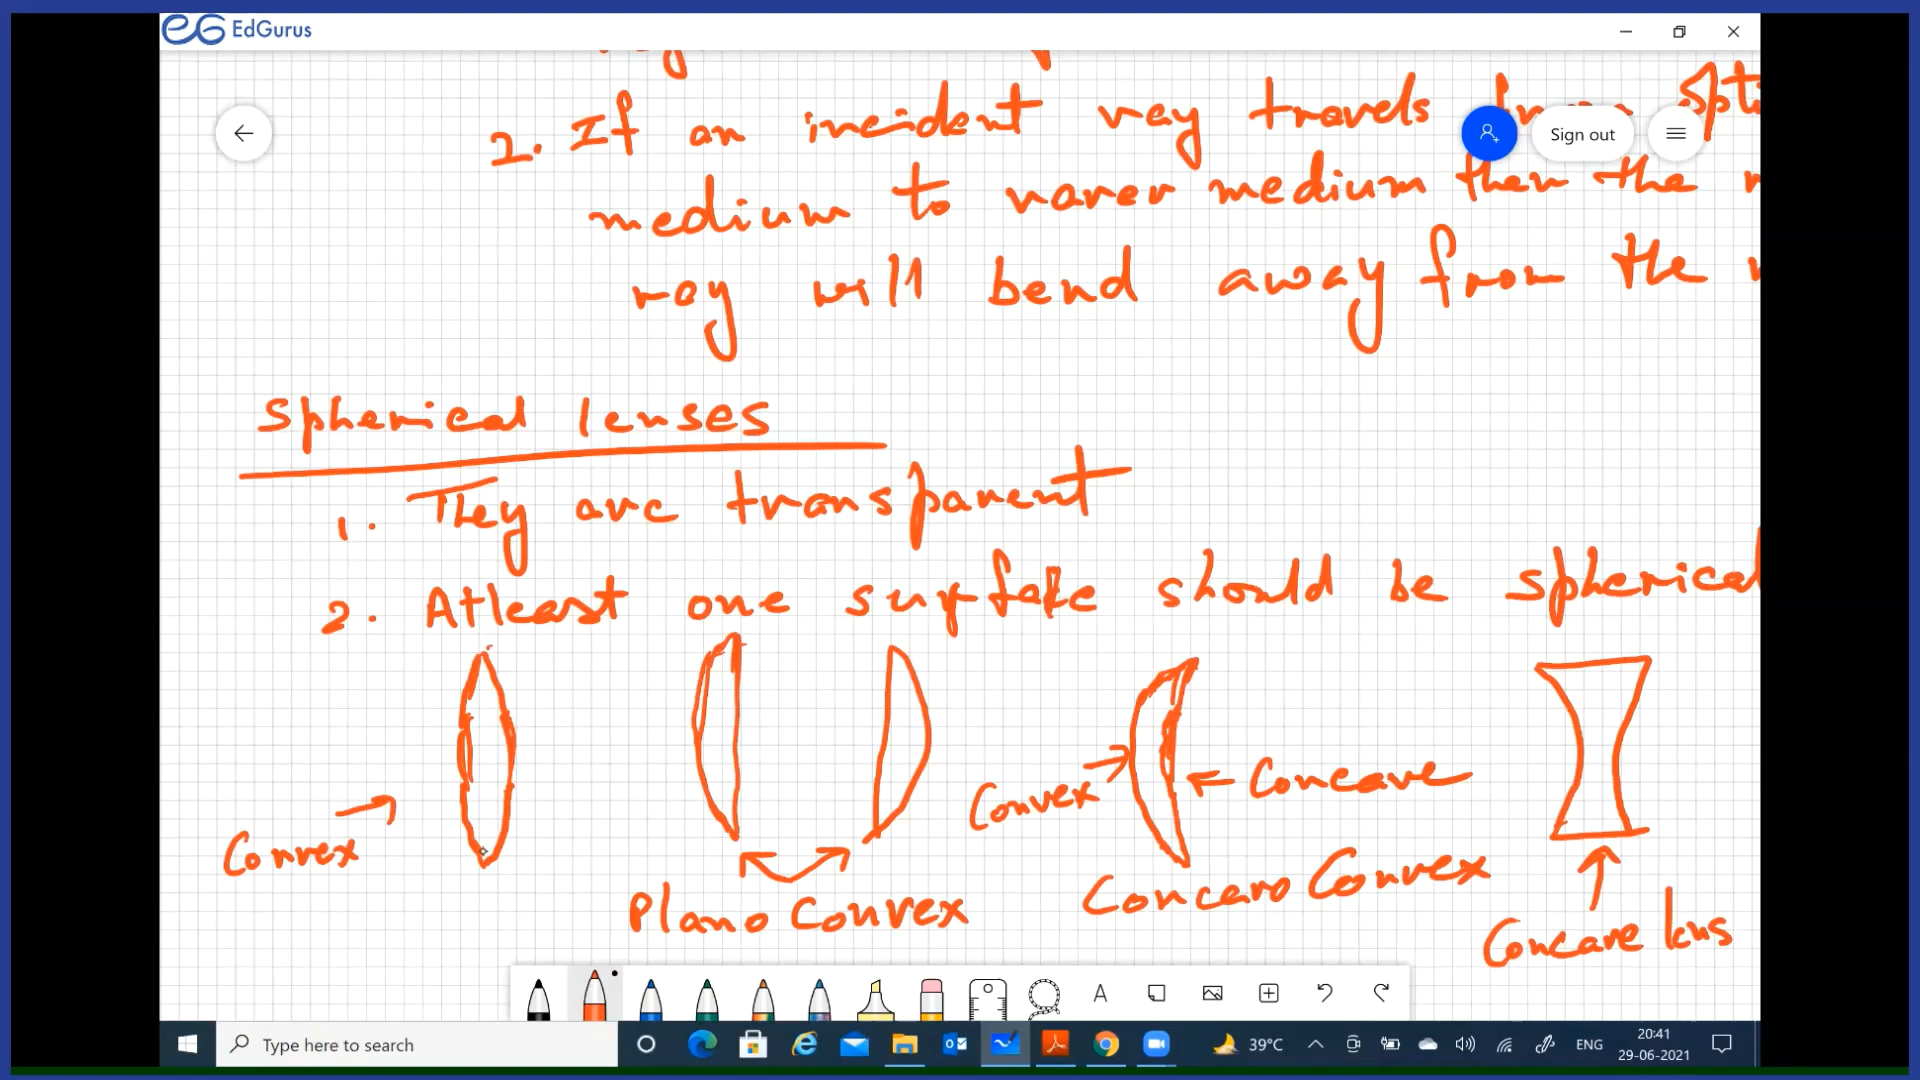 EdGurus
2. If an incident ray travels from opti
Sign out
medium to rarer medium then the r
ray will bend away from the n
Spherical lenses
1. They are transparent
2. Atleast one surface should be spherical
Convex
Concave
Convex
Plano Convex
Concavo Convex
Concave lens
A
Type here to search
39°C
ENG
20:41
29-06-2021